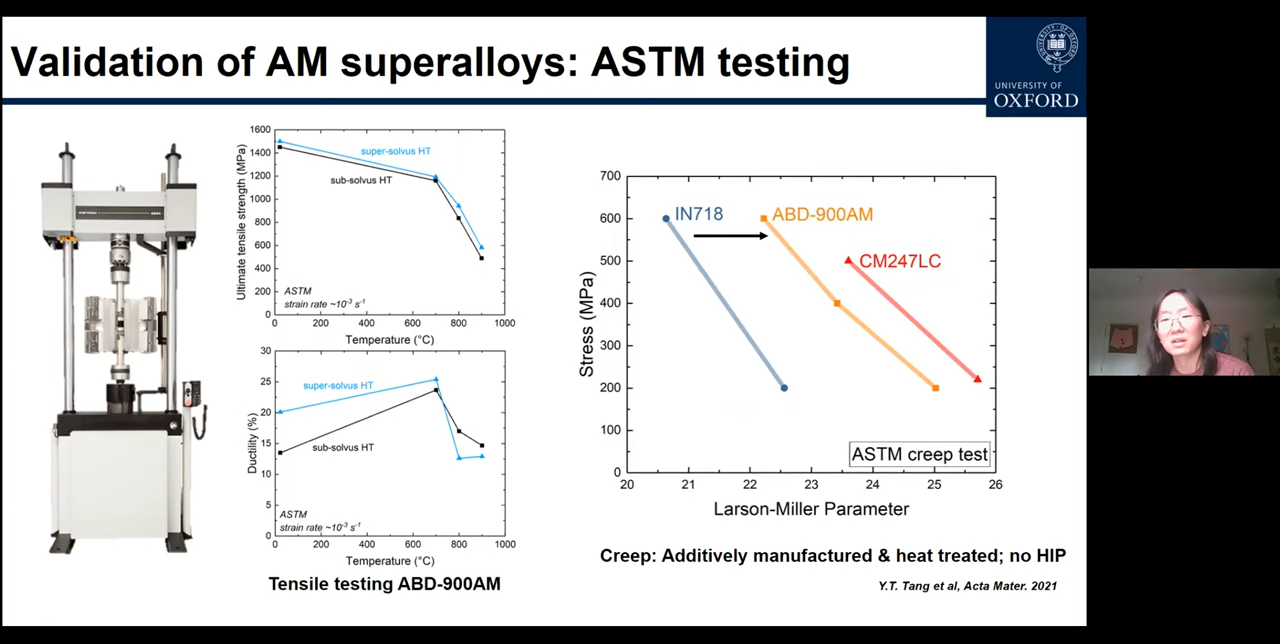 Validation of AM superalloys: ASTM testing
UNIVERSITY OF
OXFORD
1600
1400
1200
1000
800
600
400
200
0
Ultimate tensile strength (MPa)
super-solvus HT
sub-solvus HT
ASTM
strain rate ~10⁻³ s⁻¹
0 200 400 600 800 1000
Temperature (°C)
30
25
20
15
10
5
0
Ductility (%)
super-solvus HT
sub-solvus HT
ASTM
strain rate ~10⁻³ s⁻¹
0 200 400 600 800 1000
Temperature (°C)
Tensile testing ABD-900AM
700
600
500
400
300
200
100
0
Stress (MPa)
IN718
ABD-900AM
CM247LC
ASTM creep test
20 21 22 23 24 25 26
Larson-Miller Parameter
Creep: Additively manufactured & heat treated; no HIP
Y.T. Tang et al, Acta Mater. 2021